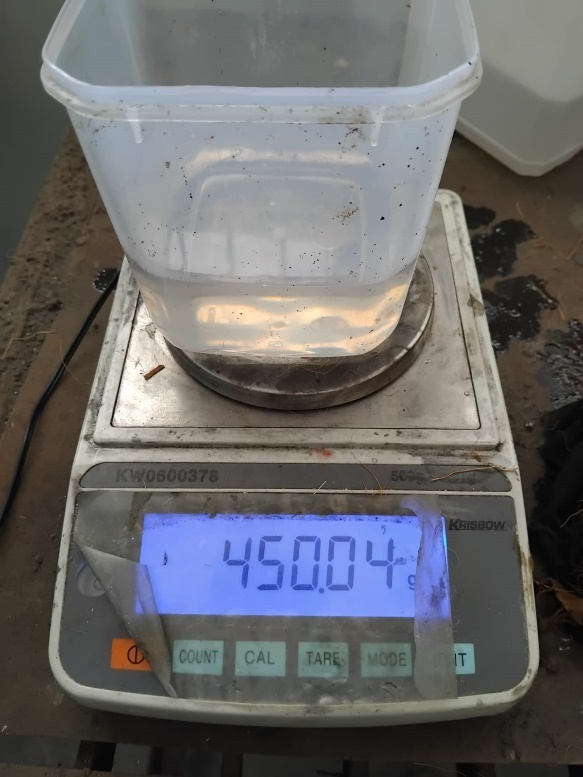 KW0600378
KRISBOW
450.04 g
COUNT CAL TARE MODE